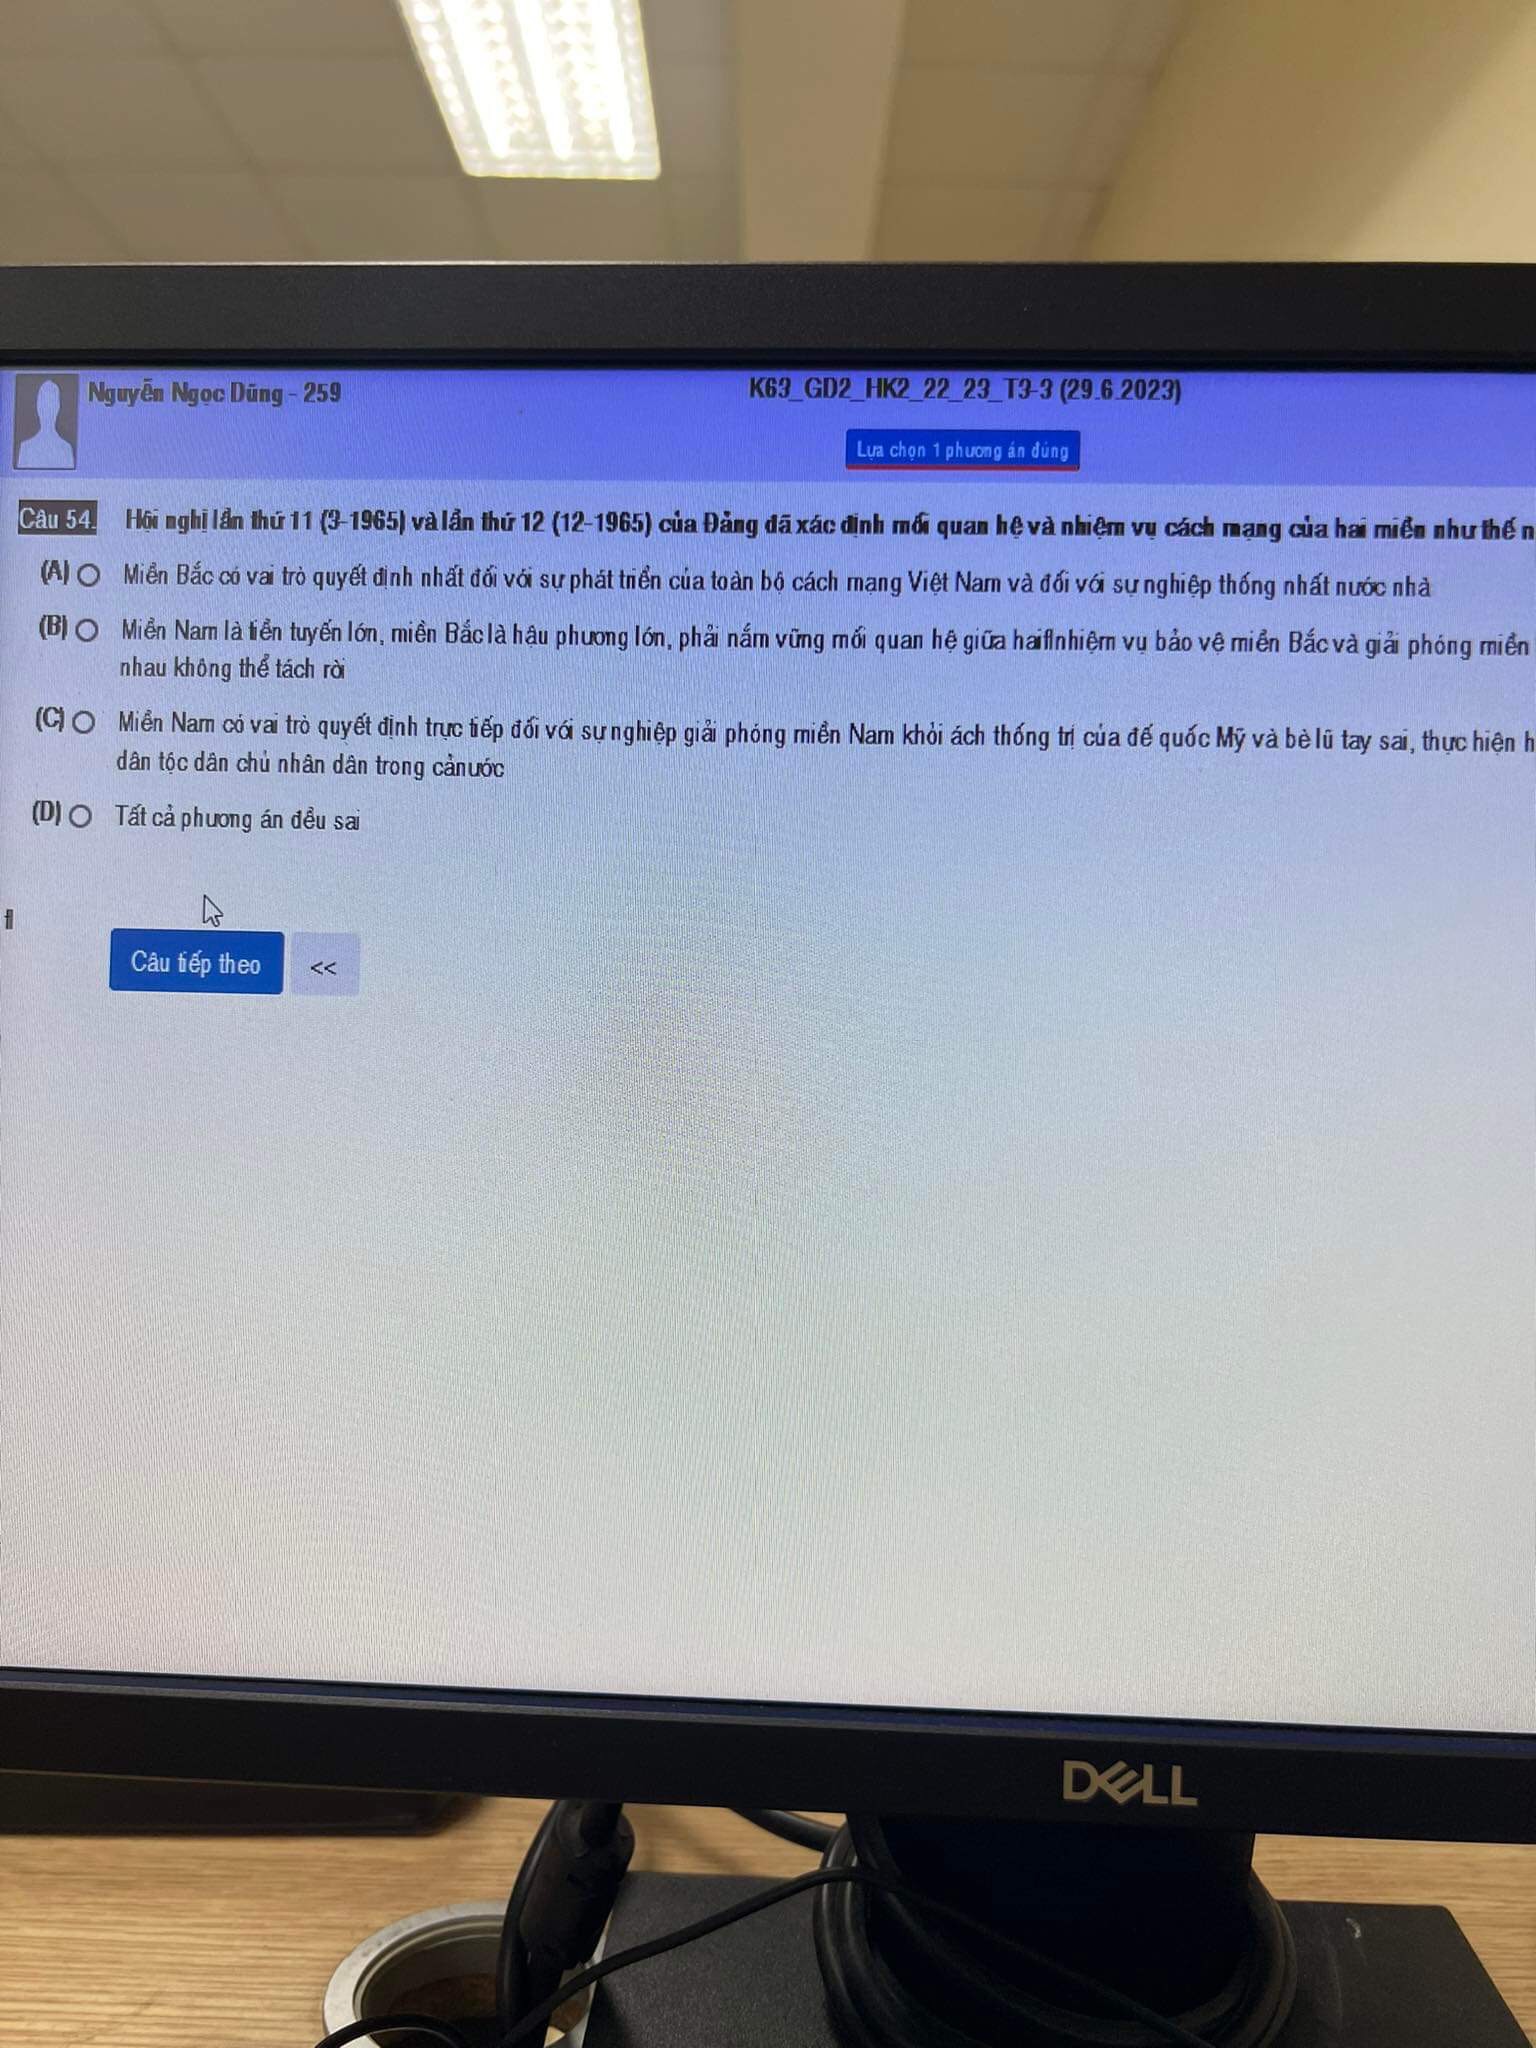 Nguyễn Ngọc Dũng - 259
K63_GD2_HK2_22_23_T3-3 (29.6.2023)
Lựa chọn 1 phương án đúng
Câu 54. Hội nghị lần thứ 11 (3-1965) và lần thứ 12 (12-1965) của Đảng đã xác định mối quan hệ và nhiệm vụ cách mạng của hai miền như thế n
(A) Miền Bắc có vai trò quyết định nhất đối với sự phát triển của toàn bộ cách mạng Việt Nam và đối với sự nghiệp thống nhất nước nhà
(B) Miền Nam là tiền tuyến lớn, miền Bắc là hậu phương lớn, phải nắm vững mối quan hệ giữa haiflnhiệm vụ bảo vệ miền Bắc và giải phóng miền
nhau không thể tách rời
(C) Miền Nam có vai trò quyết định trực tiếp đối với sự nghiệp giải phóng miền Nam khỏi ách thống trị của đế quốc Mỹ và bè lũ tay sai, thực hiện h
dân tộc dân chủ nhân dân trong cảnước
(D) Tất cả phương án đều sai
fl
Câu tiếp theo <<
DELL